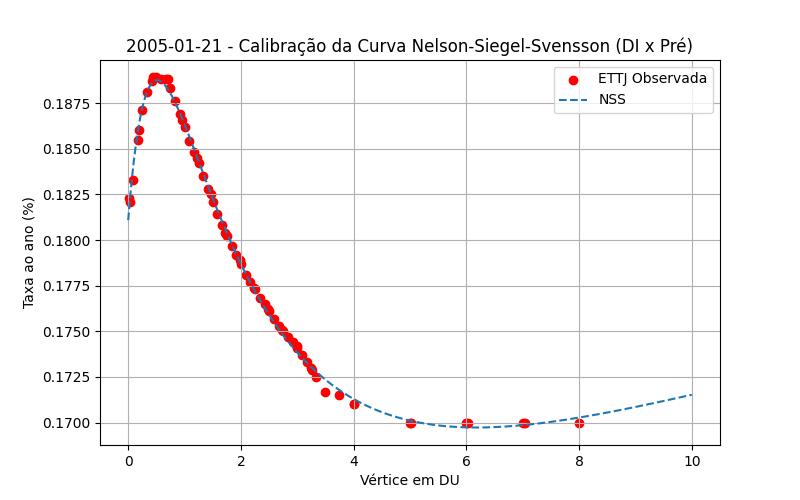 2005-01-21 - Calibração da Curva Nelson-Siegel-Svensson (DI x Pré)
ETTJ Observada
NSS
Taxa ao ano (%)
0.1875
0.1850
0.1825
0.1800
0.1775
0.1750
0.1725
0.1700
0 2 4 6 8 10
Vértice em DU